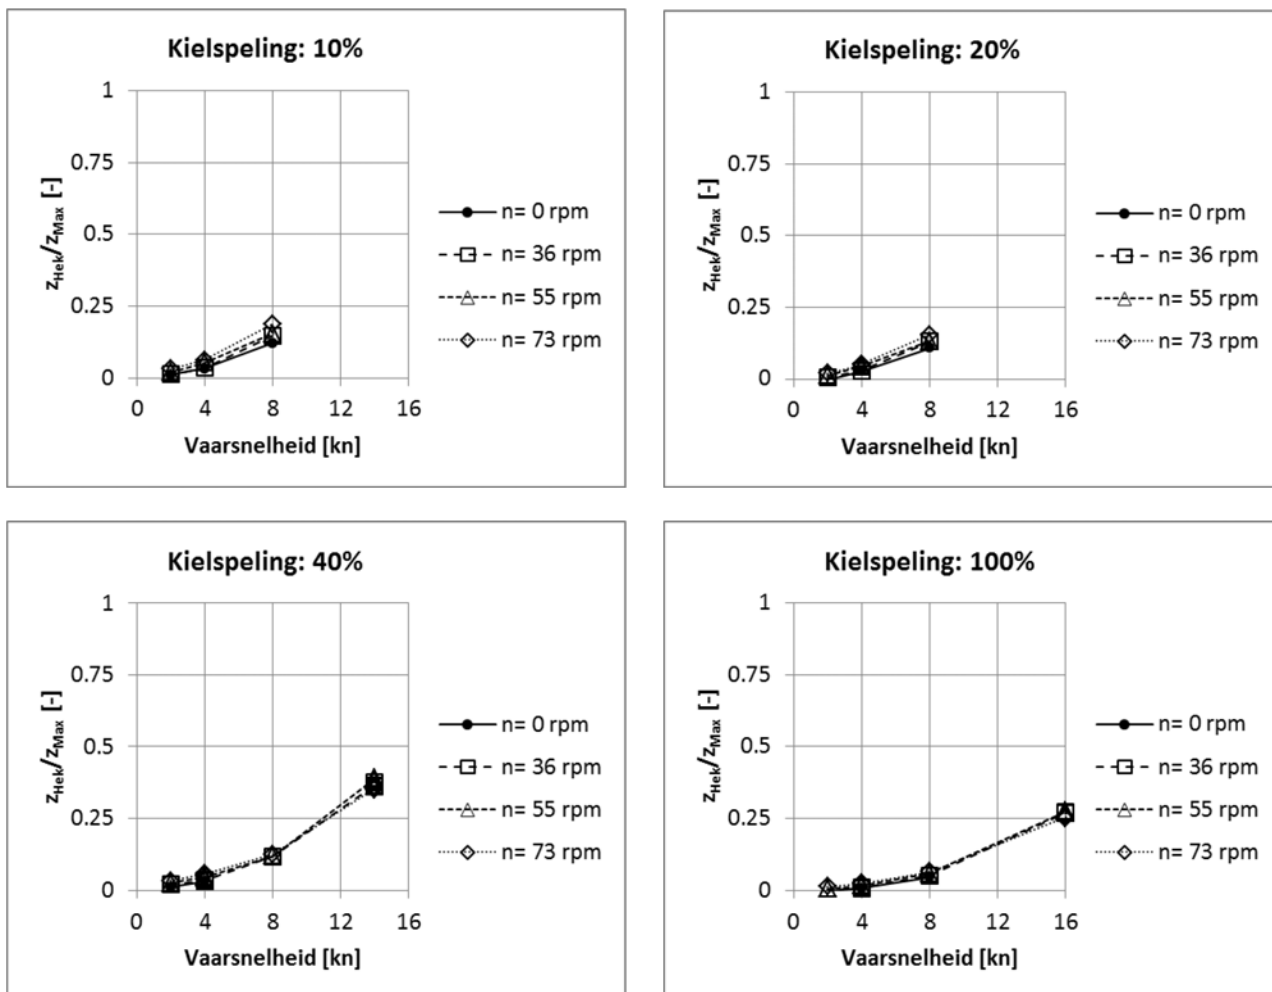 Kielspeling: 10%
1
0.75
0.5
0.25
0
0 4 8 12 16
zHek/zMax [-]
Vaarsnelheid [kn]
n= 0 rpm
n= 36 rpm
n= 55 rpm
n= 73 rpm
Kielspeling: 20%
1
0.75
0.5
0.25
0
0 4 8 12 16
zHek/zMax [-]
Vaarsnelheid [kn]
n= 0 rpm
n= 36 rpm
n= 55 rpm
n= 73 rpm
Kielspeling: 40%
1
0.75
0.5
0.25
0
0 4 8 12 16
zHek/zMax [-]
Vaarsnelheid [kn]
n= 0 rpm
n= 36 rpm
n= 55 rpm
n= 73 rpm
Kielspeling: 100%
1
0.75
0.5
0.25
0
0 4 8 12 16
zHek/zMax [-]
Vaarsnelheid [kn]
n= 0 rpm
n= 36 rpm
n= 55 rpm
n= 73 rpm